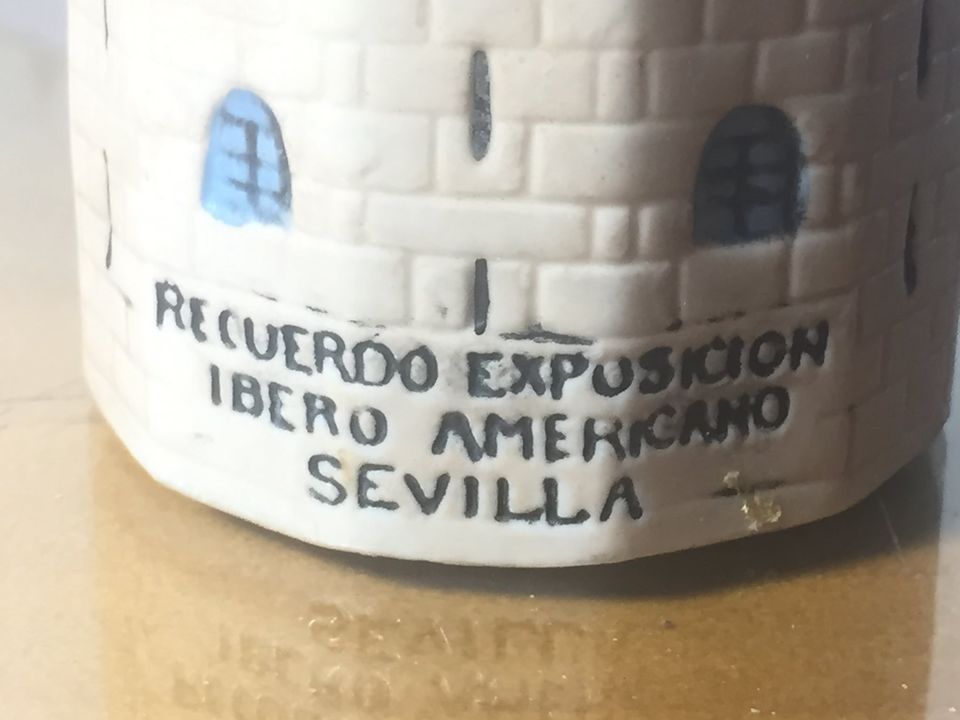 RECUERDO EXPOSICION
IBERO AMERICANO
SEVILLA